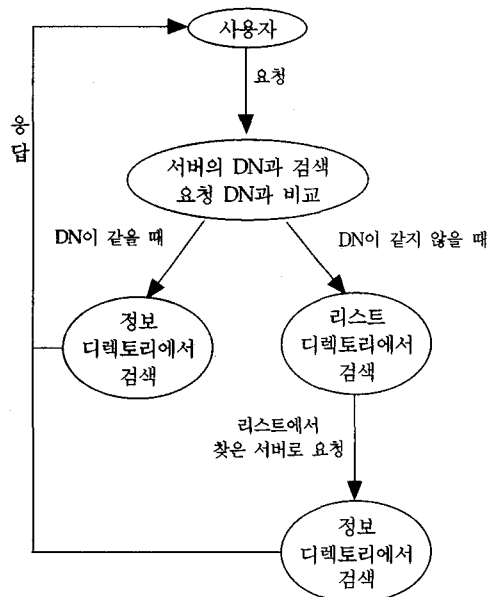 사용자
요청
응
답
서버의 DN과 검색
요청 DN과 비교
DN이 같을 때
DN이 같지 않을 때
정보
디렉토리에서
검색
리스트
디렉토리에서
검색
리스트에서
찾은 서버로 요청
정보
디렉토리에서
검색